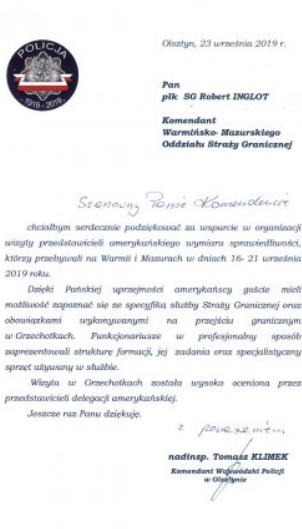 POLICJA
1919 - 2019
Olsztyn, 23 września 2019 r.
Pan
płk SG Robert INGLOT
Komendant
Warmińsko- Mazurskiego
Oddziału Straży Granicznej
Szanowny Panie Komendancie
chciałbym serdecznie podziękować za wsparcie w organizacji
wizyty przedstawicieli amerykańskiego wymiaru sprawiedliwości,
którzy przebywali na Warmii i Mazurach w dniach 16- 21 września
2019 roku.
Dzięki Pańskiej uprzejmości amerykańscy goście mieli
możliwość zapoznać się ze specyfiką służby Straży Granicznej oraz
obowiązkami wykonywanymi na przejściu granicznym
w Grzechotkach. Funkcjonariusze w profesjonalny sposób
zaprezentowali strukturę formacji, jej zadania oraz specjalistyczny
sprzęt używany w służbie.
Wizyta w Grzechotkach została wysoko oceniona przez
przedstawicieli delegacji amerykańskiej.
Jeszcze raz Panu dziękuję.
z poważaniem
nadinsp. Tomasz KLIMEK
Komendant Wojewódzki Policji
w Olsztynie